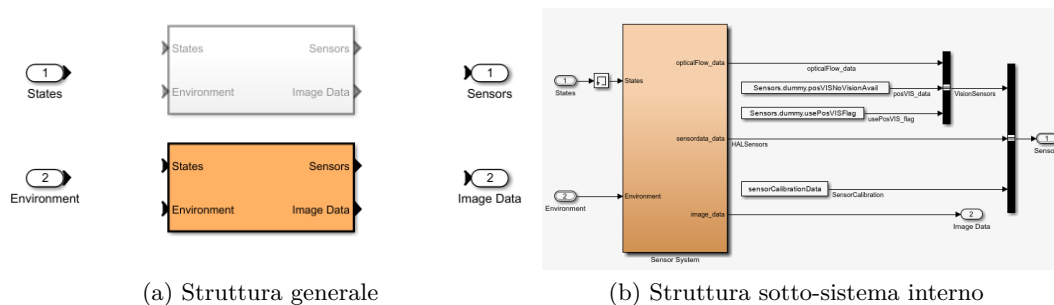 States Sensors
1 1
States Environment Image Data Sensors
States Sensors
2 2
Environment Environment Image Data Image Data
(a) Struttura generale
opticalFlow_data
opticalFlow_data
1 States
States
Sensors.dummy.posVISNoVisionAvail posVIS_data VisionSensors
Sensors.dummy.usePosVISFlag
usePosVIS_flag
sensordata_data
HALSensors
1
sensorCalibrationData
SensorCalibration
2 Environment
Environment
image_data
2
Image Data
Sensor System
(b) Struttura sotto-sistema interno